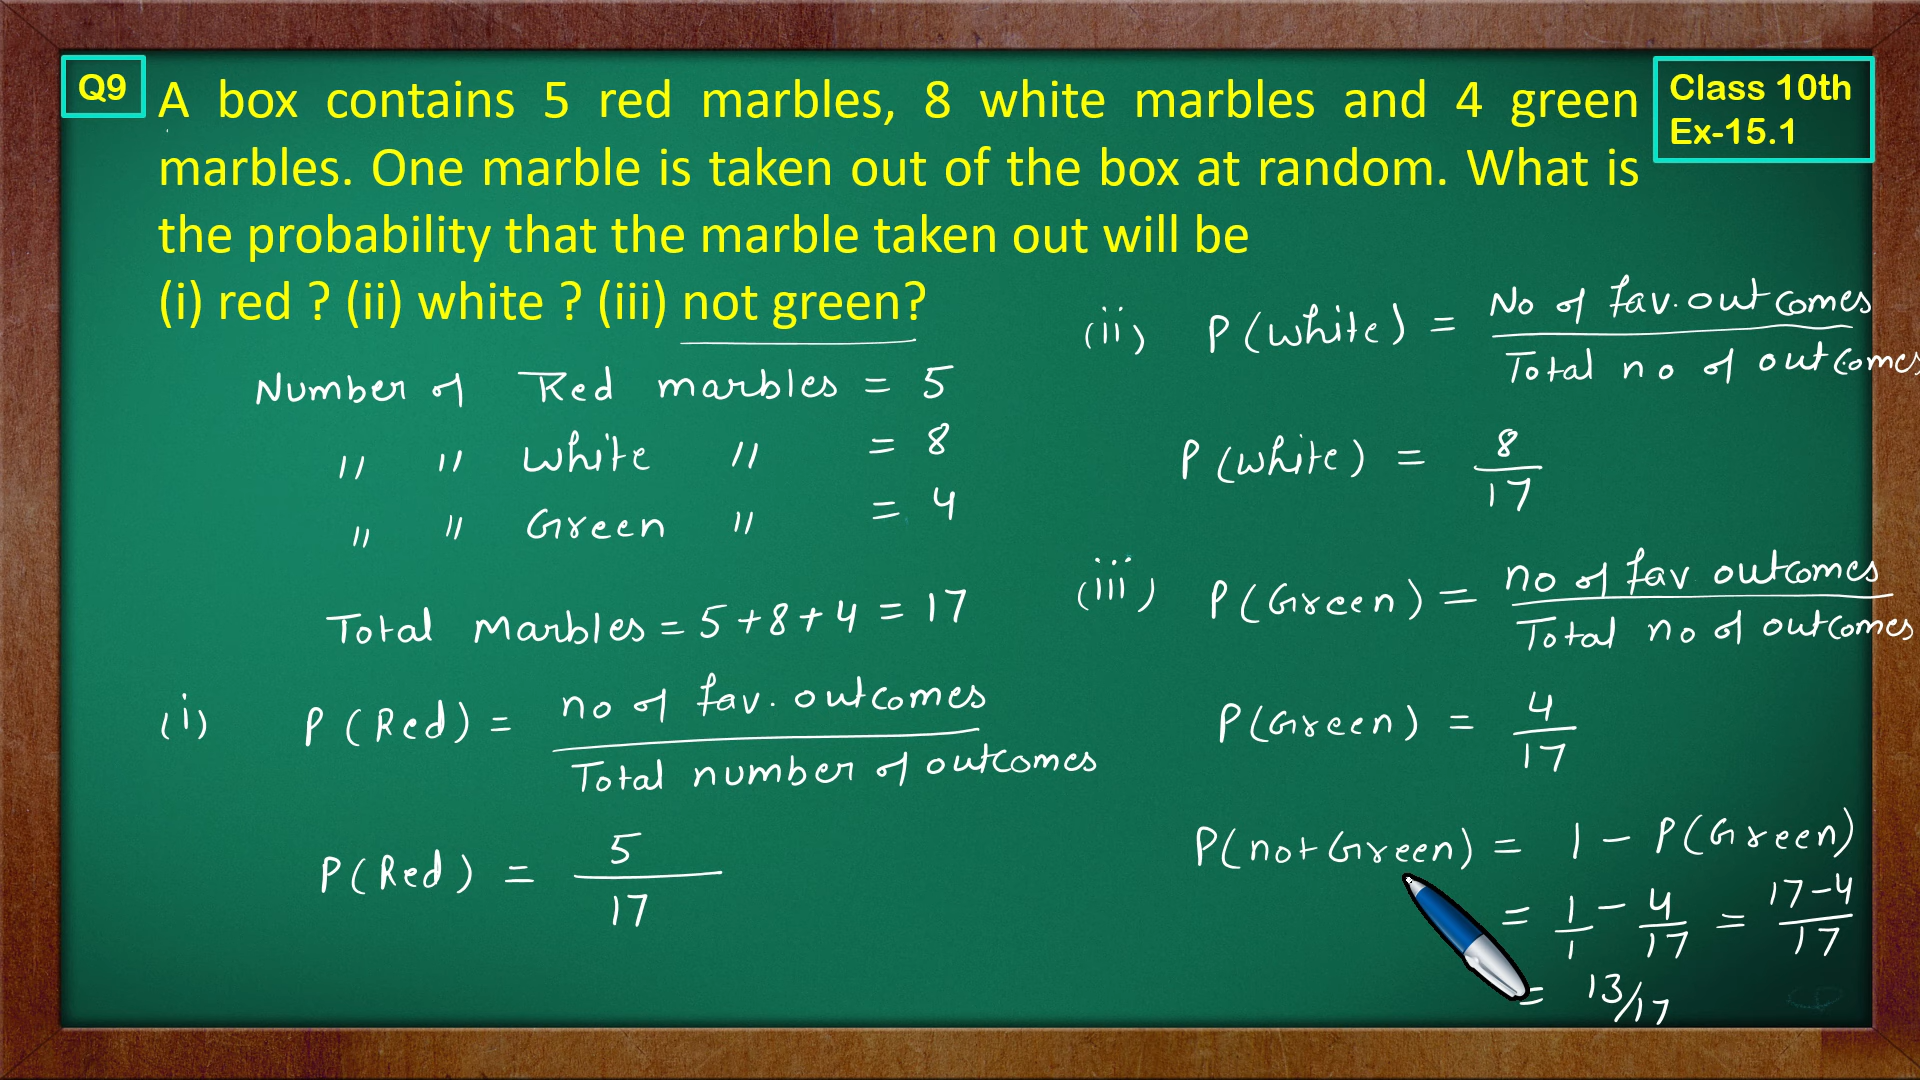 Q9
A box contains 5 red marbles, 8 white marbles and 4 green
marbles. One marble is taken out of the box at random. What is
the probability that the marble taken out will be
(i) red ? (ii) white ? (iii) not green?
Class 10th
Ex-15.1
Number of Red marbles = 5
" " White " = 8
" " Green " = 4
Total marbles = 5 + 8 + 4 = 17
(i) P (Red) = no of fav. outcomes
Total number of outcomes
P(Red) = 5
17
(ii) P (White) = No of fav. outcomes
Total no of outcomes
P (White) = 8
17
(iii) P (Green) = no of fav outcomes
Total no of outcomes
P(Green) = 4
17
P(not Green) = 1 - P(Green)
= 1/1 - 4/17 = 17-4/17
= 13/17